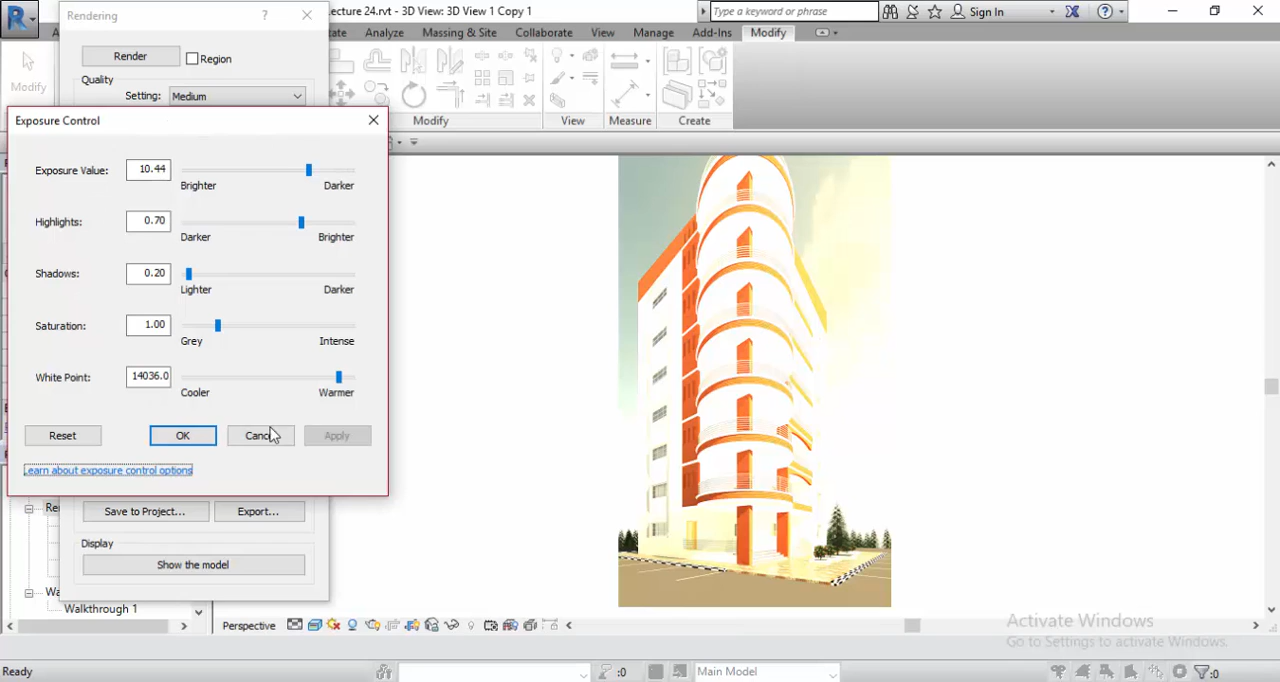 Rendering ?
ecture 24.rvt - 3D View: 3D View 1 Copy 1
Type a keyword or phrase
Sign In
?
rate Analyze Massing & Site Collaborate View Manage Add-Ins Modify
Render Region
Modify
Quality
Setting: Medium
Modify View Measure Create
Exposure Control
Exposure Value: 10.44
Brighter Darker
Highlights: 0.70
Darker Brighter
Shadows: 0.20
Lighter Darker
Saturation: 1.00
Grey Intense
White Point: 14036.0
Cooler Warmer
Reset OK Cance Apply
Learn about exposure control options
Re
Save to Project... Export...
Display
Show the model
Wa
Walkthrough 1
Perspective
Activate Windows
Go to Settings to activate Windows.
Ready :0 Main Model :0